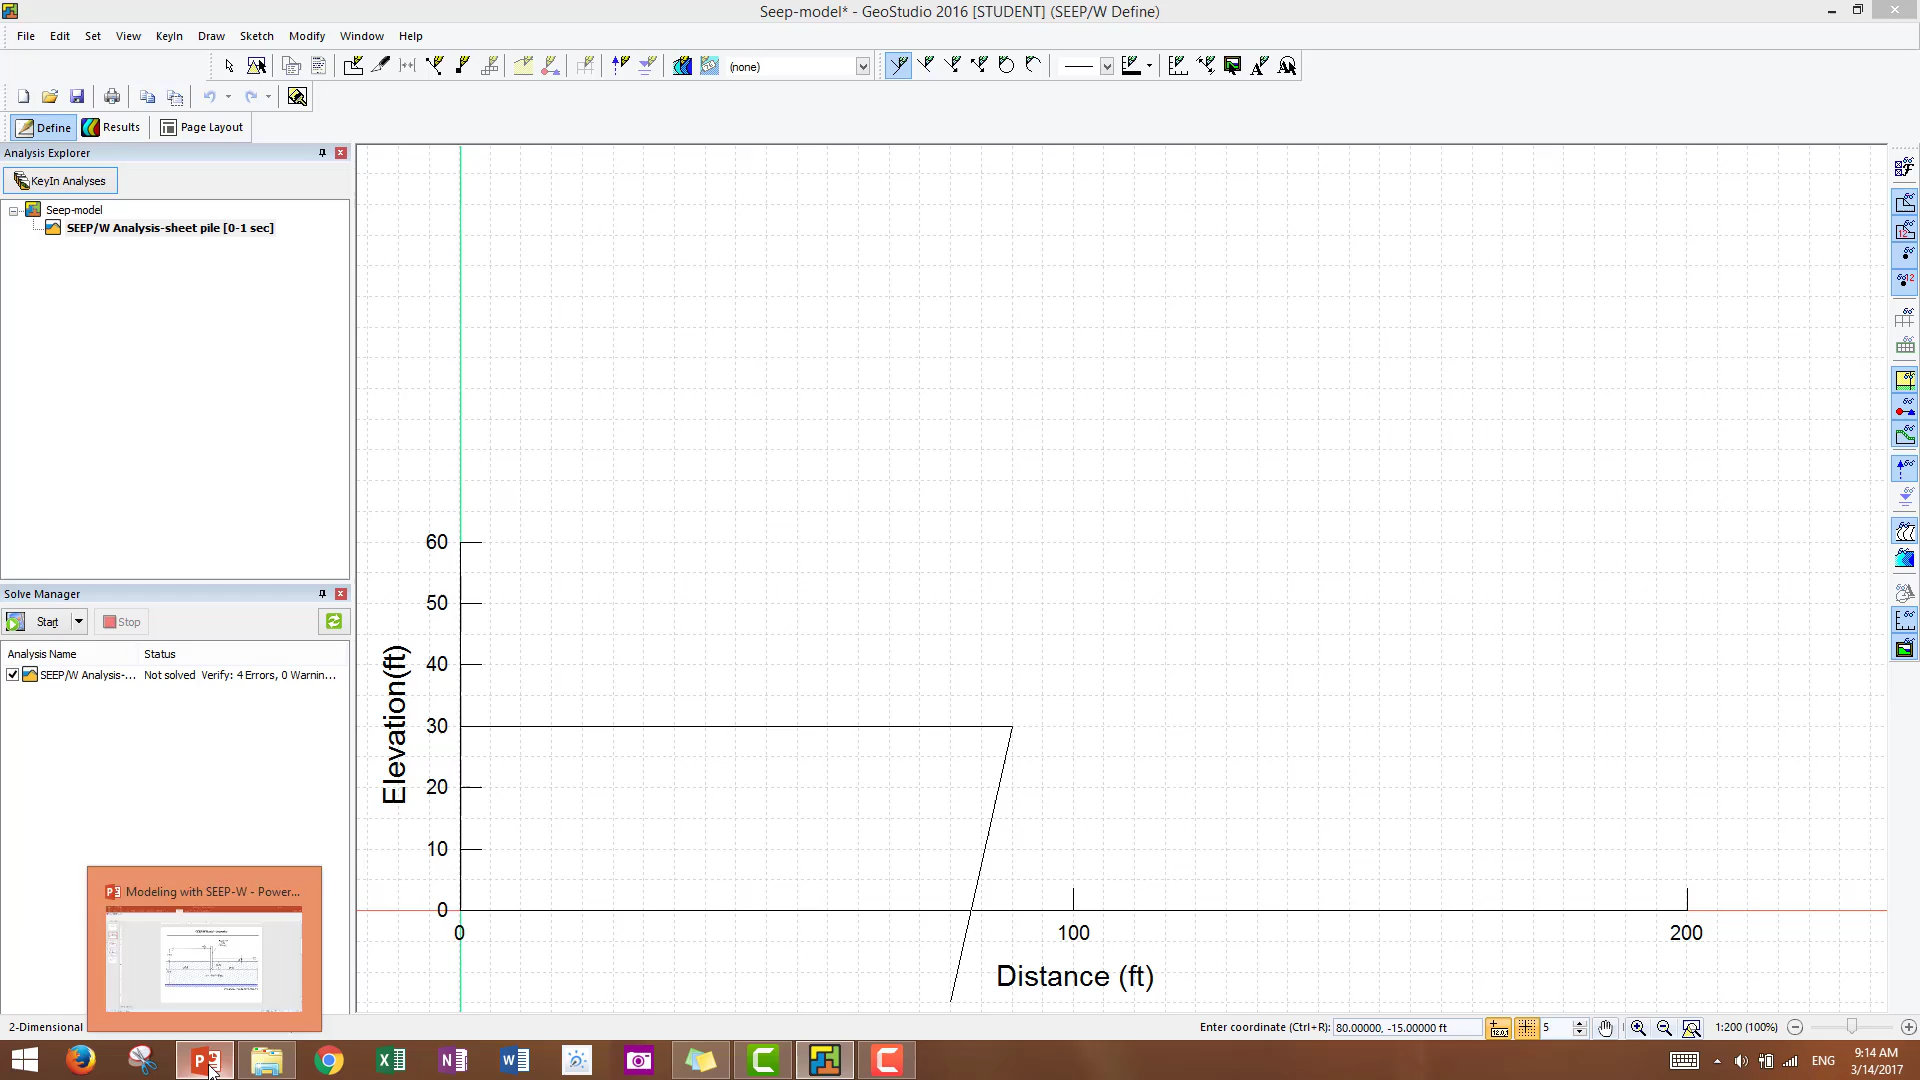 Seep-model* - GeoStudio 2016 [STUDENT] (SEEP/W Define)
File Edit Set View KeyIn Draw Sketch Modify Window Help
(none)
Define Results Page Layout
Analysis Explorer
KeyIn Analyses
Seep-model
SEEP/W Analysis-sheet pile [0-1 sec]
Solve Manager
Start Stop
Analysis Name Status
SEEP/W Analysis-... Not solved Verify: 4 Errors, 0 Warnin...
60
50
40
30
20
10
0
Elevation(ft)
0 100 200
Distance (ft)
Modeling with SEEP-W - Power...
2-Dimensional
Enter coordinate (Ctrl+R): 80.00000, -15.00000 ft
5
1:200 (100%)
ENG
9:14 AM
3/14/2017